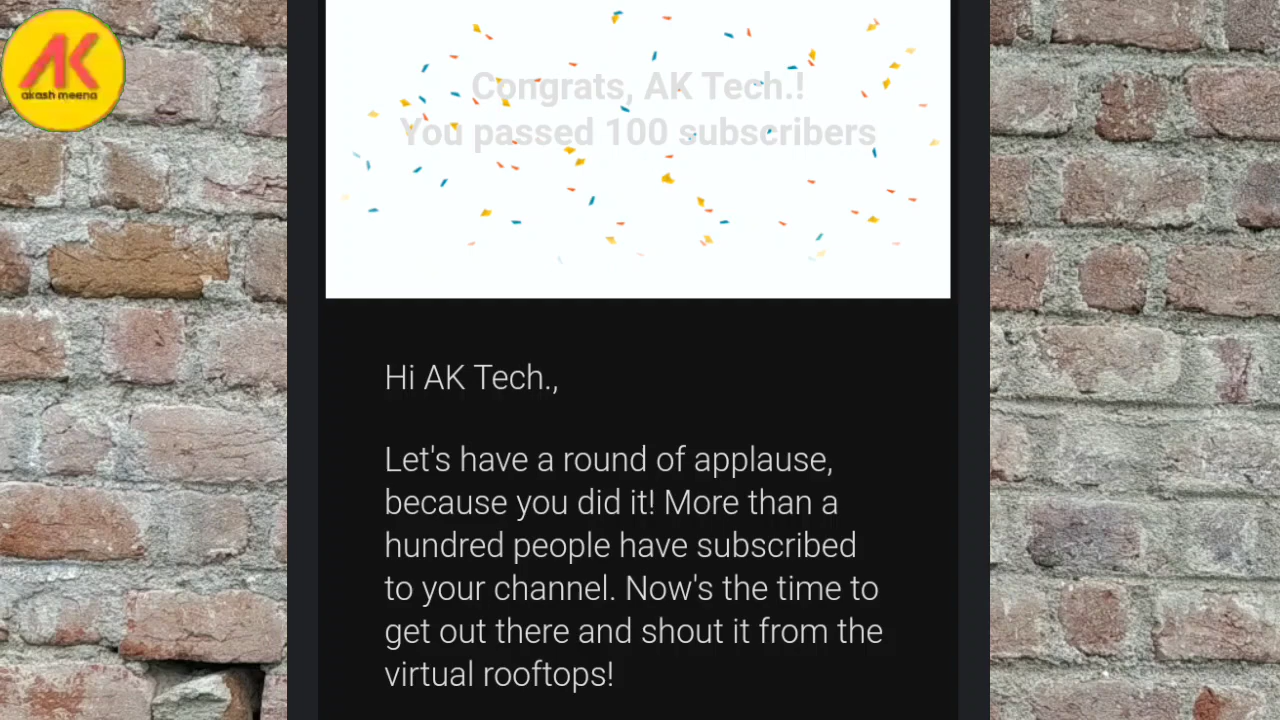 AK
akash meena
Congrats, AK Tech.!
You passed 100 subscribers
Hi AK Tech.,
Let's have a round of applause,
because you did it! More than a
hundred people have subscribed
to your channel. Now's the time to
get out there and shout it from the
virtual rooftops!